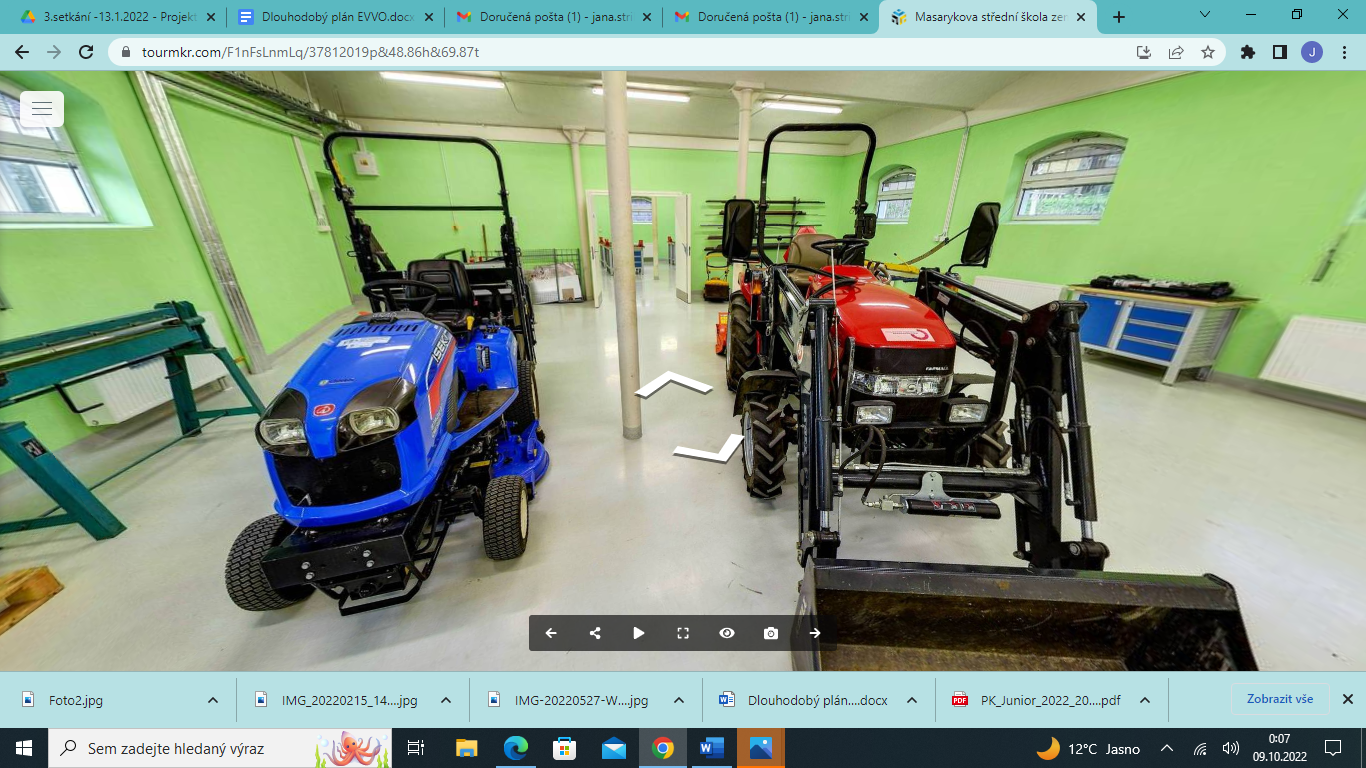 3.setkání -13.1.2022 - Projekt
Dlouhodobý plán EVVO.docx
Doručená pošta (1) - jana.stri
Doručená pošta (1) - jana.stri
Masarykova střední škola zem
tourmkr.com/F1nFsLnmLq/37812019p&48.86h&69.87t
J
ISEKI
FARMALL
Foto2.jpg
IMG_20220215_14....jpg
IMG-20220527-W....jpg
Dlouhodobý plán....docx
PDF
PK_Junior_2022_20....pdf
Zobrazit vše
Sem zadejte hledaný výraz
12°C Jasno
0:07
09.10.2022